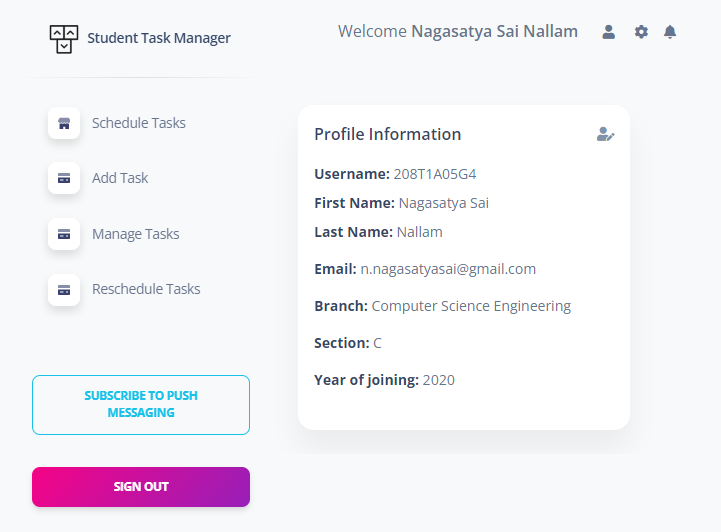 Student Task Manager
Welcome Nagasatya Sai Nallam
Schedule Tasks
Add Task
Manage Tasks
Reschedule Tasks
SUBSCRIBE TO PUSH
MESSAGING
SIGN OUT
Profile Information
Username: 208T1A05G4
First Name: Nagasatya Sai
Last Name: Nallam
Email: n.nagasatyasai@gmail.com
Branch: Computer Science Engineering
Section: C
Year of joining: 2020